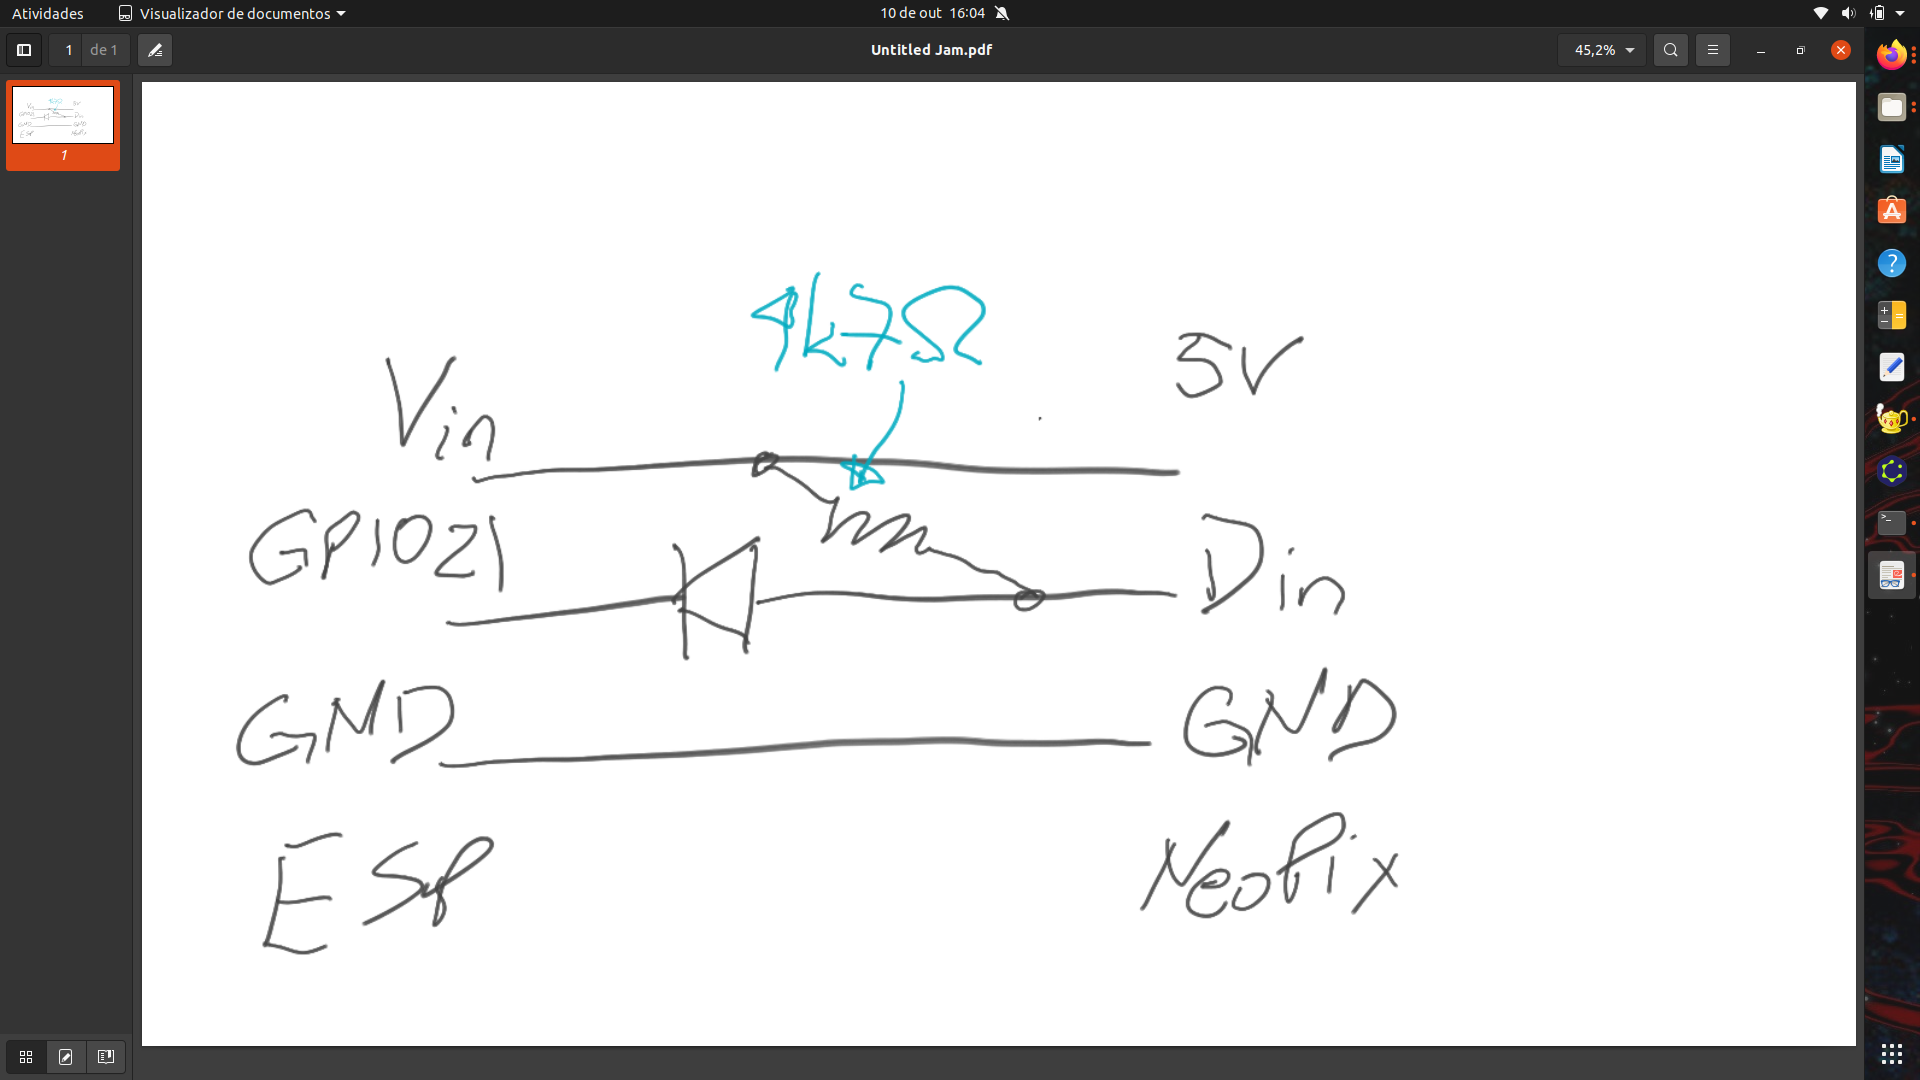 Atividades Visualizador de documentos 10 de out 16:04
1 de 1 Untitled Jam.pdf 45,2%
1
4k7Ω
Vin 5V
GPIO21 Din
GND GND
ESP NeoPix